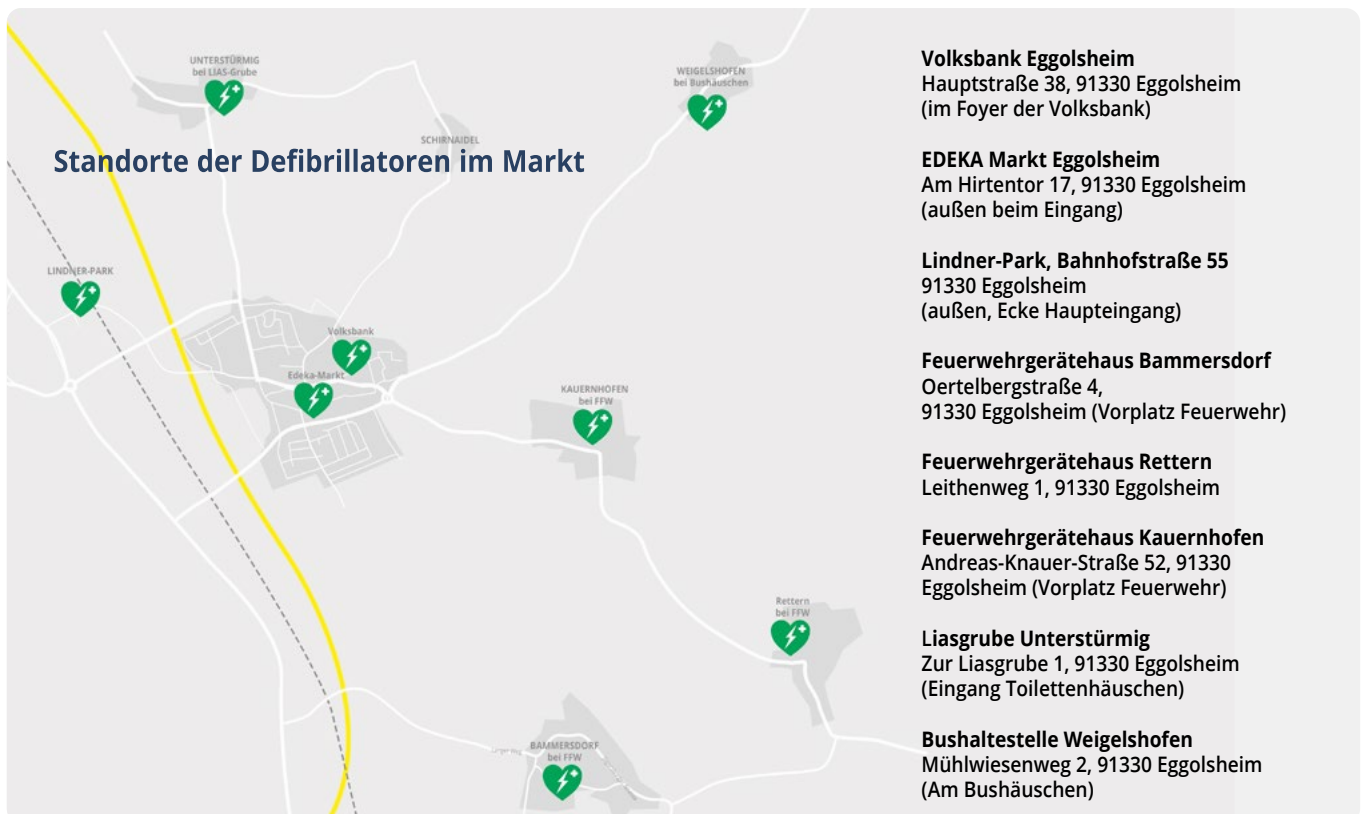 UNTERSTÜRMIG
bei LIAS-Grube
WEIGELSHOFEN
bei Bushäuschen
SCHIRNAIDEL
Standorte der Defibrillatoren im Markt
LINDNER-PARK
Volksbank
Edeka-Markt
KAUERNHOFEN
bei FFW
Rettern
bei FFW
BAMMERSDORF
bei FFW
Volksbank Eggolsheim
Hauptstraße 38, 91330 Eggolsheim
(im Foyer der Volksbank)
EDEKA Markt Eggolsheim
Am Hirtentor 17, 91330 Eggolsheim
(außen beim Eingang)
Lindner-Park, Bahnhofstraße 55
91330 Eggolsheim
(außen, Ecke Haupteingang)
Feuerwehrgerätehaus Bammersdorf
Oertelbergstraße 4,
91330 Eggolsheim (Vorplatz Feuerwehr)
Feuerwehrgerätehaus Rettern
Leithenweg 1, 91330 Eggolsheim
Feuerwehrgerätehaus Kauernhofen
Andreas-Knauer-Straße 52, 91330
Eggolsheim (Vorplatz Feuerwehr)
Liasgrube Unterstürmig
Zur Liasgrube 1, 91330 Eggolsheim
(Eingang Toilettenhäuschen)
Bushaltestelle Weigelshofen
Mühlwiesenweg 2, 91330 Eggolsheim
(Am Bushäuschen)